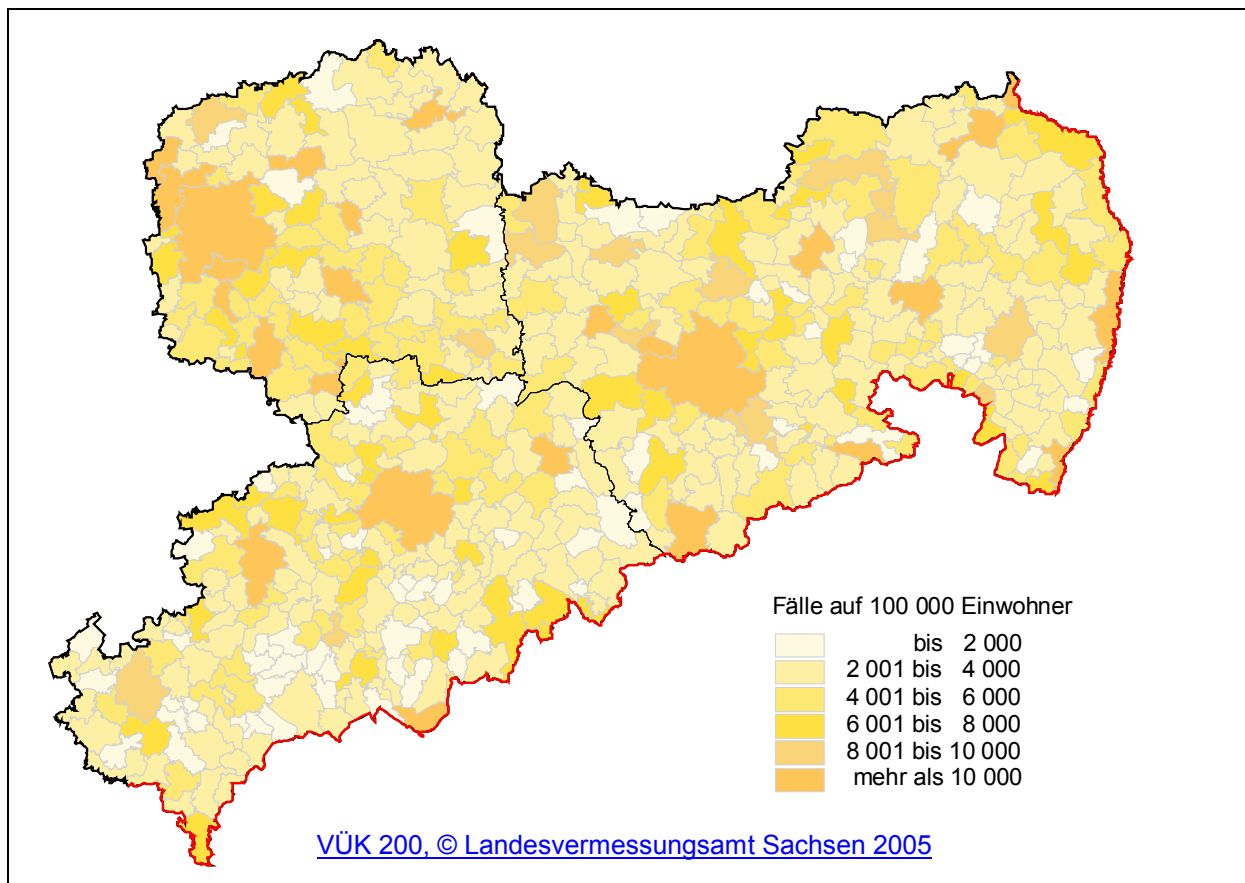 Fälle auf 100 000 Einwohner
bis 2 000
2 001 bis 4 000
4 001 bis 6 000
6 001 bis 8 000
8 001 bis 10 000
mehr als 10 000
VÜK 200, © Landesvermessungsamt Sachsen 2005